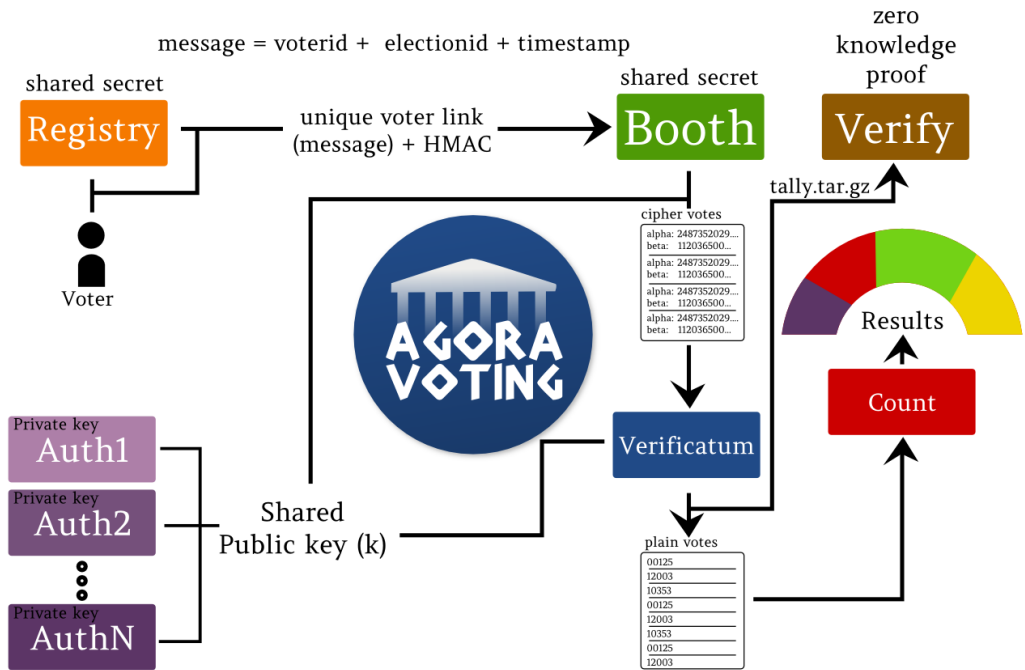 message = voterid + electionid + timestamp
zero
knowledge
proof
shared secret
Registry
unique voter link
(message) + HMAC
shared secret
Booth
Verify
tally.tar.gz
Voter
cipher votes
alpha: 2487352029....
beta: 112036500...
alpha: 2487352029....
beta: 112036500...
alpha: 2487352029....
beta: 112036500...
alpha: 2487352029....
beta: 112036500...
AGORA
VOTING
Results
Count
Verificatum
Private key
Auth1
Private key
Auth2
Private key
AuthN
Shared
Public key (k)
plain votes
00125
12003
10353
00125
12003
10353
00125
12003